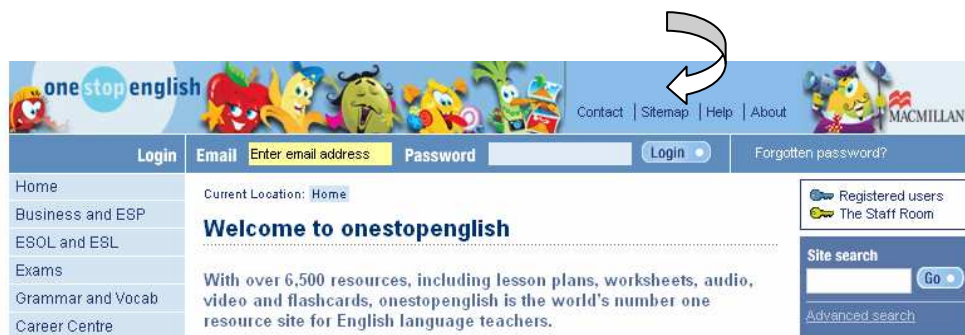 onestopenglish
Contact | Sitemap | Help | About
MACMILLAN
Login Email Enter email address Password Login Forgotten password?
Home
Business and ESP
ESOL and ESL
Exams
Grammar and Vocab
Career Centre
Current Location: Home
Welcome to onestopenglish
With over 6,500 resources, including lesson plans, worksheets, audio,
video and flashcards, onestopenglish is the world's number one
resource site for English language teachers.
Registered users
The Staff Room
Site search
Go
Advanced search